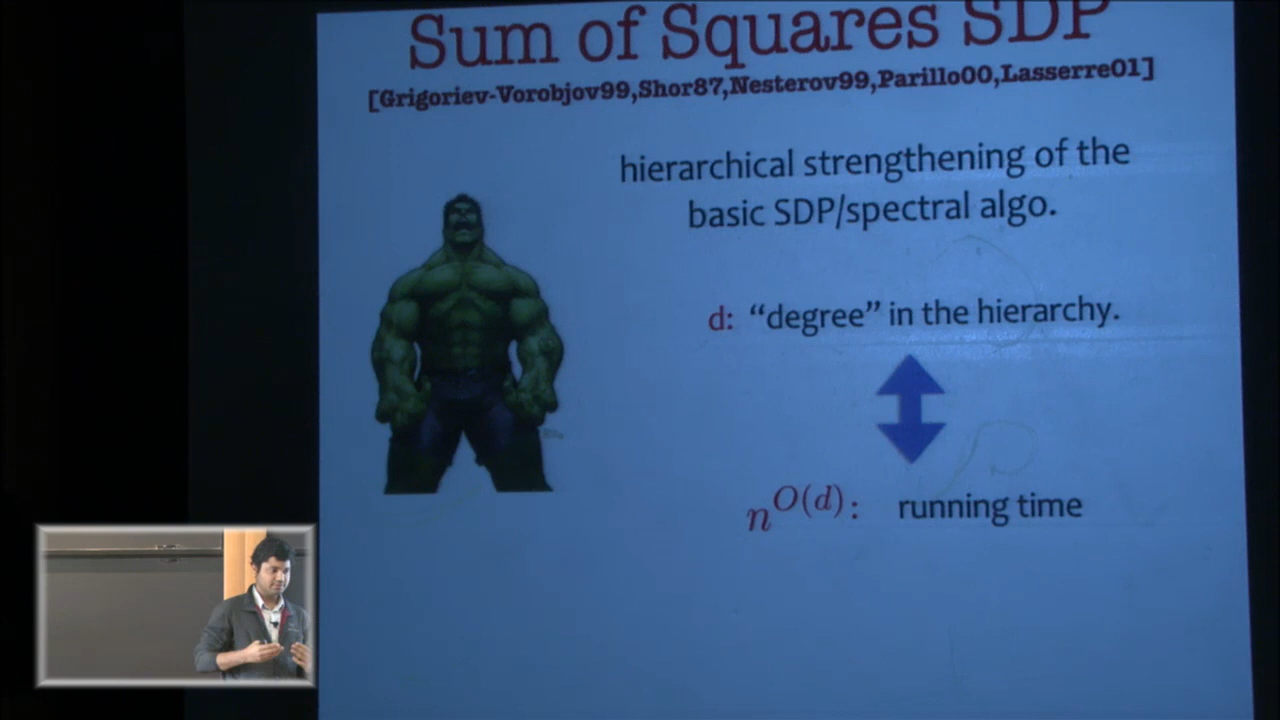 Sum of Squares SDP
[Grigoriev-Vorobjov99,Shor87,Nesterov99,Parillo00,Lasserre01]
hierarchical strengthening of the
basic SDP/spectral algo.
d: “degree” in the hierarchy.
n^{O(d)}: running time